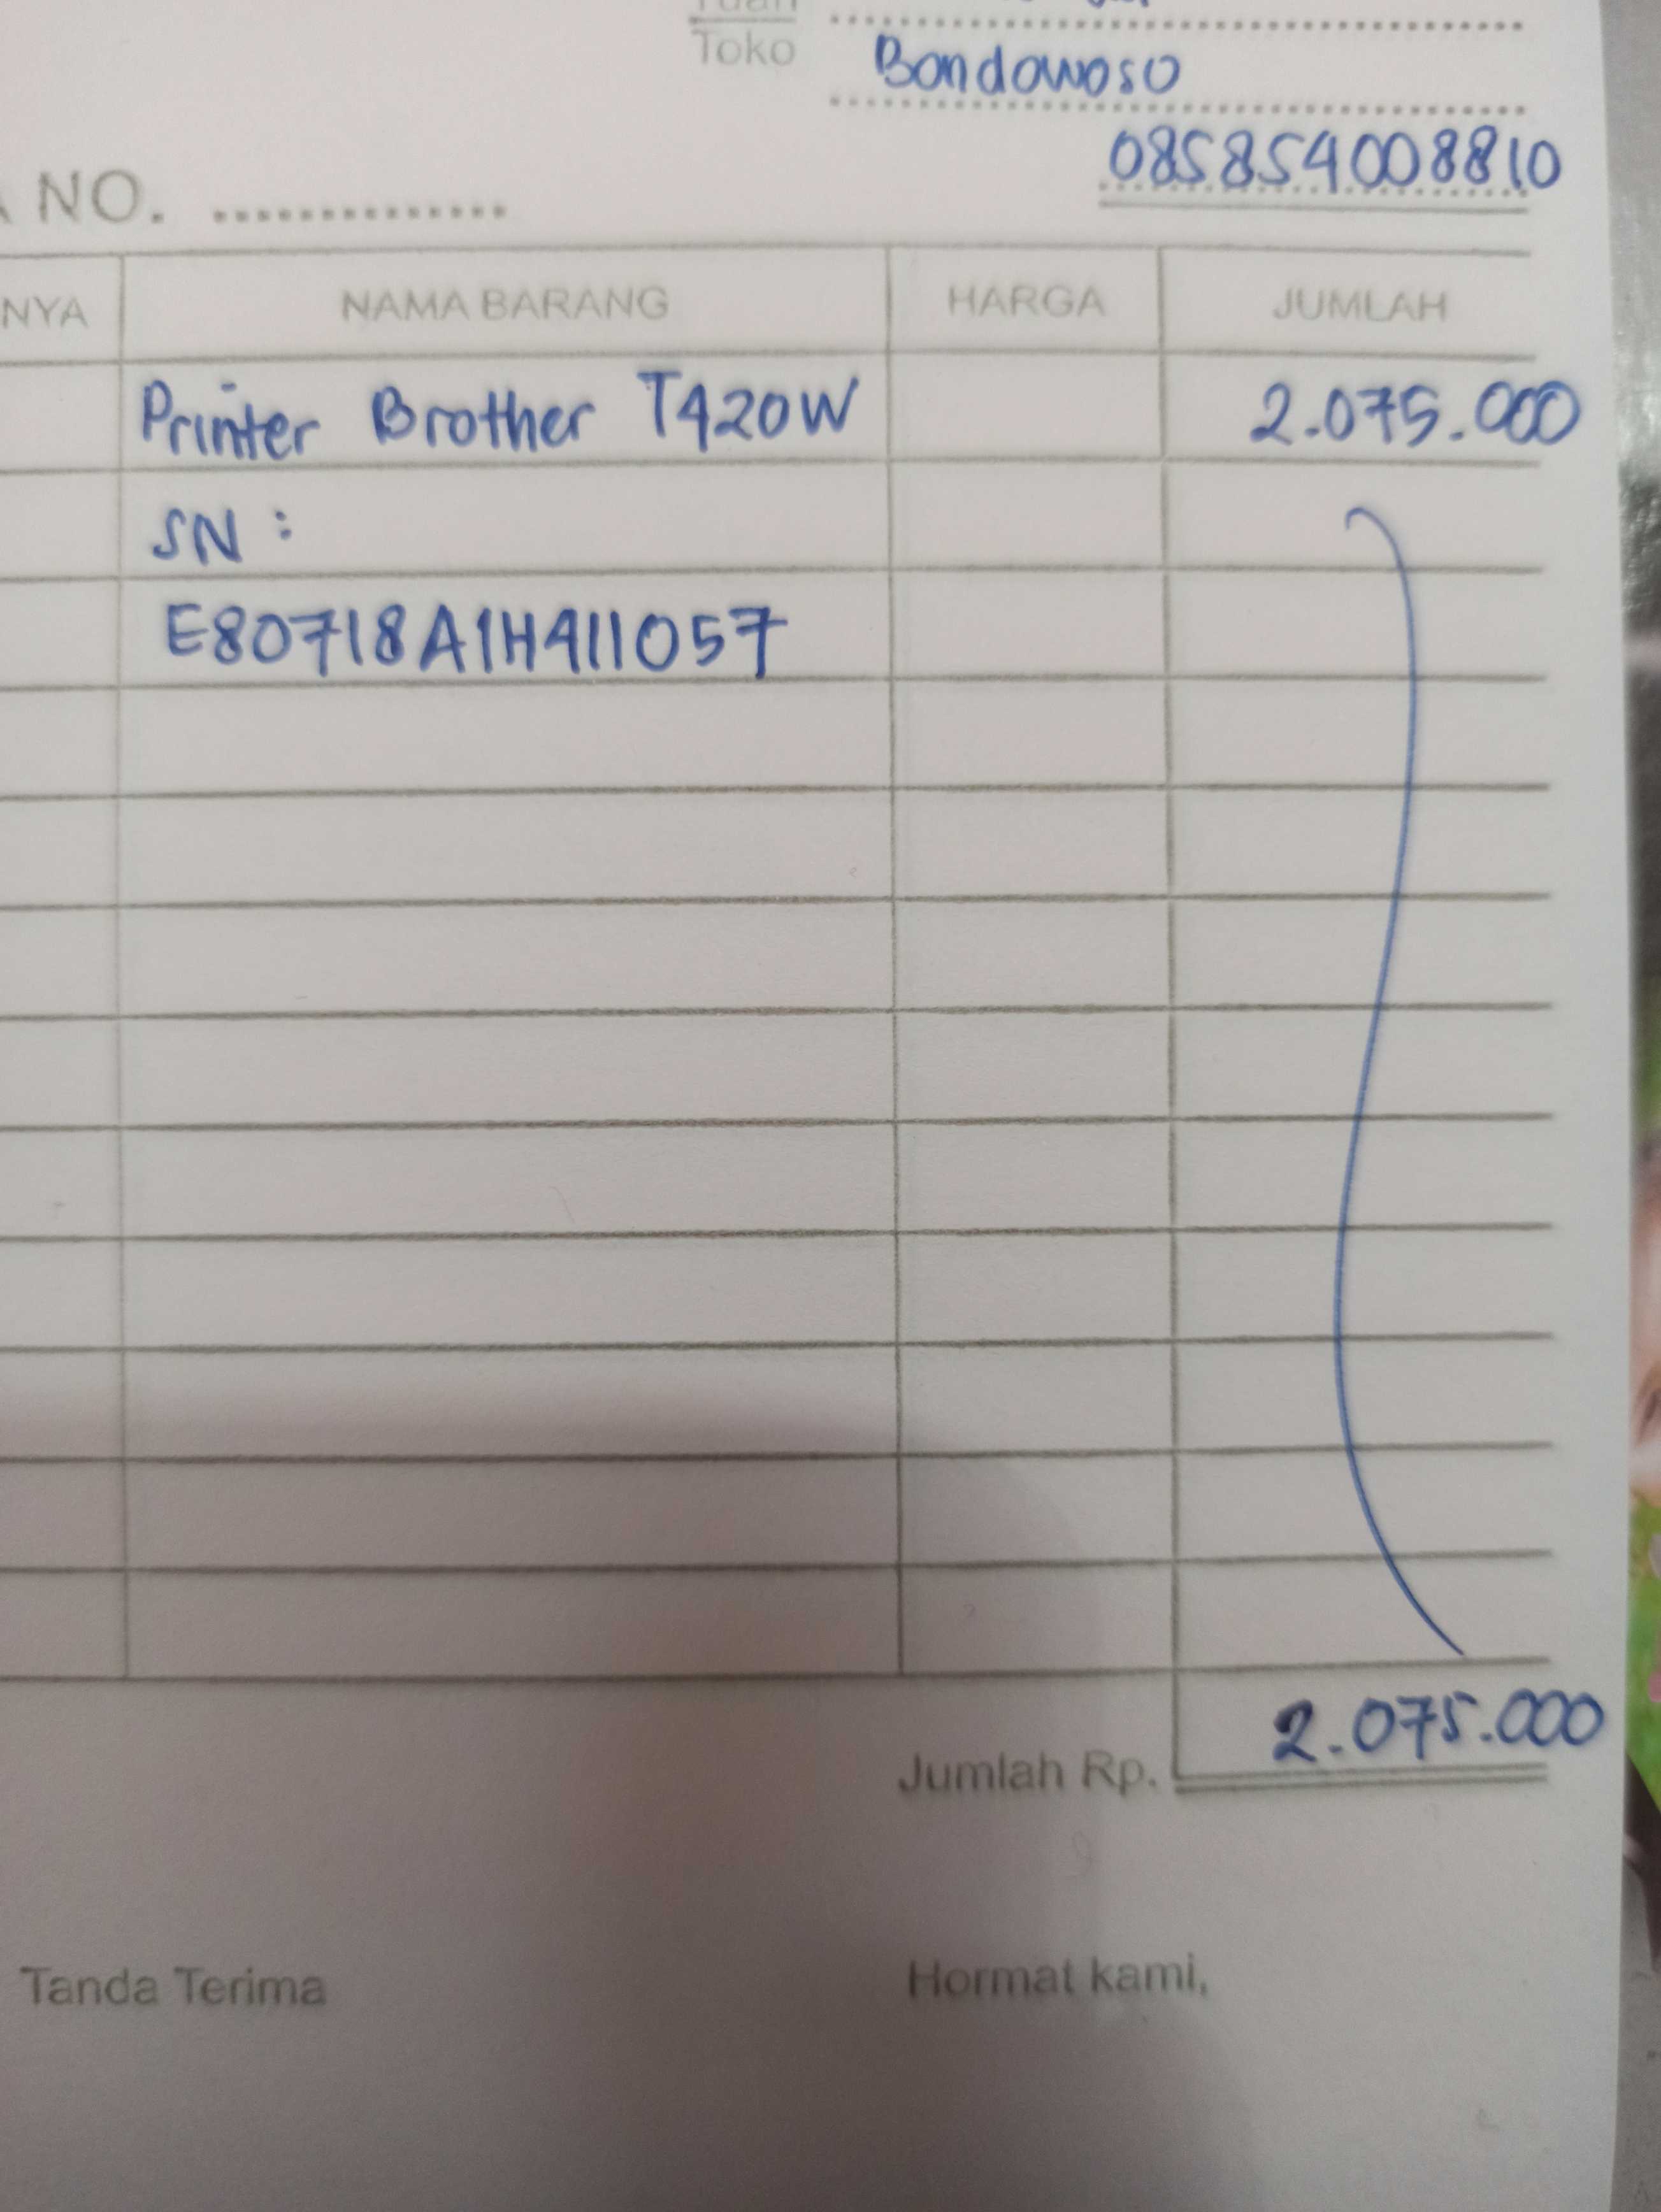 Tuan
Toko
Bondowoso
085854008810
NO. ..............
NYA NAMA BARANG HARGA JUMLAH
Printer Brother T420W 2.075.000
SN :
E80718A1H411057
Jumlah Rp. 2.075.000
Tanda Terima Hormat kami,